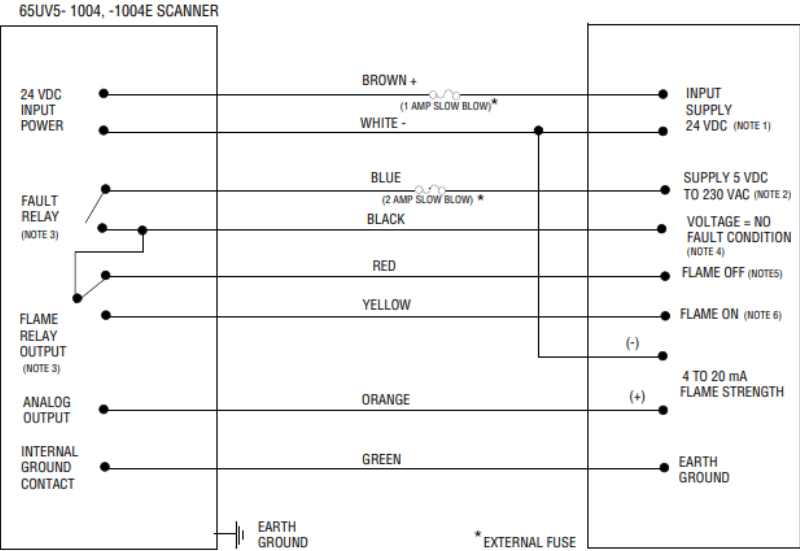 65UV5- 1004, -1004E SCANNER
24 VDC
INPUT
POWER
BROWN +
(1 AMP SLOW BLOW)*
WHITE -
INPUT
SUPPLY
24 VDC (NOTE 1)
FAULT
RELAY
(NOTE 3)
BLUE
(2 AMP SLOW BLOW) *
BLACK
SUPPLY 5 VDC
TO 230 VAC (NOTE 2)
VOLTAGE = NO
FAULT CONDITION
(NOTE 4)
RED
FLAME OFF (NOTE5)
FLAME
RELAY
OUTPUT
(NOTE 3)
YELLOW
FLAME ON (NOTE 6)
(-)
4 TO 20 mA
FLAME STRENGTH
(+)
ANALOG
OUTPUT
ORANGE
INTERNAL
GROUND
CONTACT
GREEN
EARTH
GROUND
EARTH
GROUND
* EXTERNAL FUSE